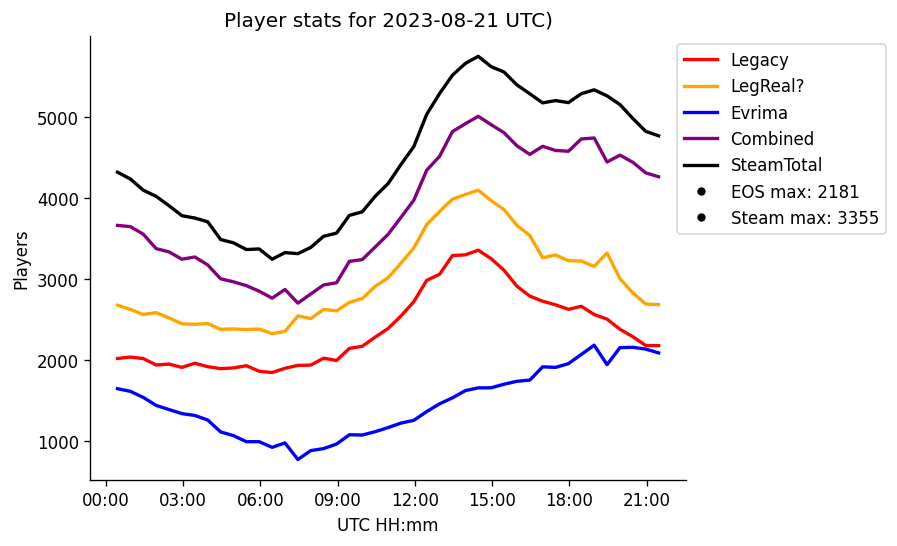 Player stats for 2023-08-21 UTC)
Legacy
LegReal?
Evrima
Combined
SteamTotal
EOS max: 2181
Steam max: 3355
Players
5000
4000
3000
2000
1000
00:00 03:00 06:00 09:00 12:00 15:00 18:00 21:00
UTC HH:mm